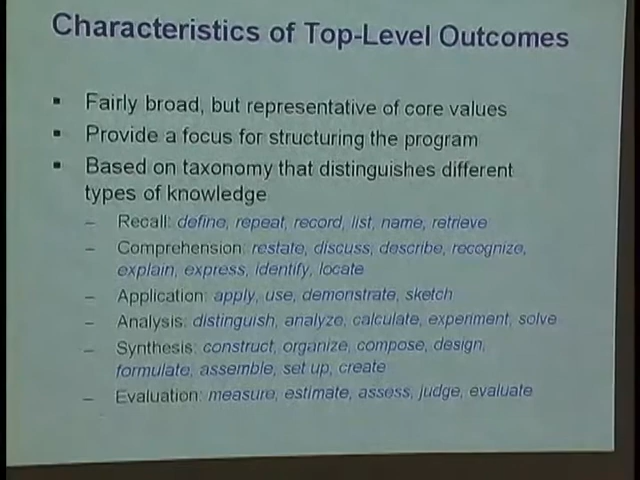 Characteristics of Top-Level Outcomes
▪ Fairly broad, but representative of core values
▪ Provide a focus for structuring the program
▪ Based on taxonomy that distinguishes different
types of knowledge
– Recall: define, repeat, record, list, name, retrieve
– Comprehension: restate, discuss, describe, recognize,
explain, express, identify, locate
– Application: apply, use, demonstrate, sketch
– Analysis: distinguish, analyze, calculate, experiment, solve
– Synthesis: construct, organize, compose, design,
formulate, assemble, set up, create
– Evaluation: measure, estimate, assess, judge, evaluate